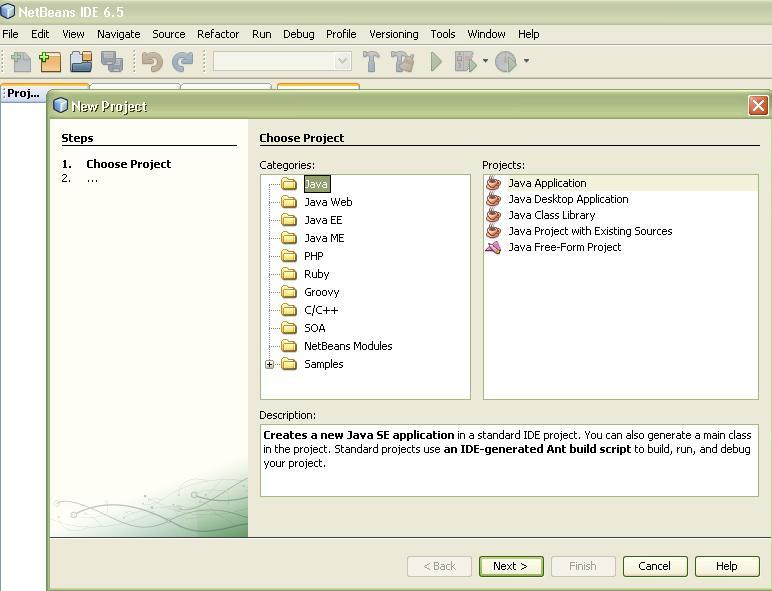 NetBeans IDE 6.5
File Edit View Navigate Source Refactor Run Debug Profile Versioning Tools Window Help
Proj...
New Project
Steps
1. Choose Project
2. ...
Choose Project
Categories:
Java
Java Web
Java EE
Java ME
PHP
Ruby
Groovy
C/C++
SOA
NetBeans Modules
Samples
Projects:
Java Application
Java Desktop Application
Java Class Library
Java Project with Existing Sources
Java Free-Form Project
Description:
Creates a new Java SE application in a standard IDE project. You can also generate a main class
in the project. Standard projects use an IDE-generated Ant build script to build, run, and debug
your project.
< Back Next > Finish Cancel Help